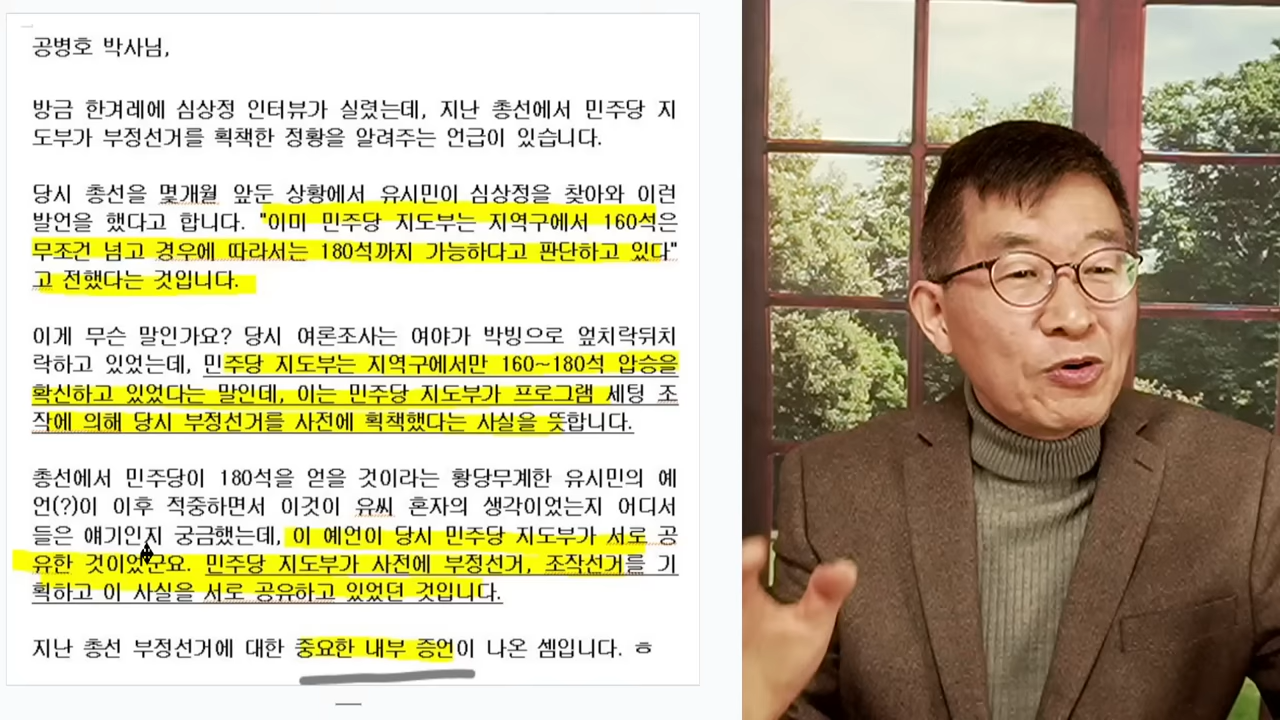 공병호 박사님,
방금 한겨레에 심상정 인터뷰가 실렸는데, 지난 총선에서 민주당 지
도부가 부정선거를 획책한 정황을 알려주는 언급이 있습니다.
당시 총선을 몇개월 앞둔 상황에서 유시민이 심상정을 찾아와 이런
발언을 했다고 합니다. "이미 민주당 지도부는 지역구에서 160석은
무조건 넘고 경우에 따라서는 180석까지 가능하다고 판단하고 있다"
고 전했다는 것입니다.
이게 무슨 말인가요? 당시 여론조사는 여야가 박빙으로 엎치락뒤치
락하고 있었는데, 민주당 지도부는 지역구에서만 160~180석 압승을
확신하고 있었다는 말인데, 이는 민주당 지도부가 프로그램 세팅 조
작에 의해 당시 부정선거를 사전에 획책했다는 사실을 뜻합니다.
총선에서 민주당이 180석을 얻을 것이라는 황당무계한 유시민의 예
언(?)이 이후 적중하면서 이것이 유씨 혼자의 생각이었는지 어디서
들은 얘기인지 궁금했는데, 이 예언이 당시 민주당 지도부가 서로 공
유한 것이었군요. 민주당 지도부가 사전에 부정선거, 조작선거를 기
획하고 이 사실을 서로 공유하고 있었던 것입니다.
지난 총선 부정선거에 대한 중요한 내부 증언이 나온 셈입니다. ㅎ